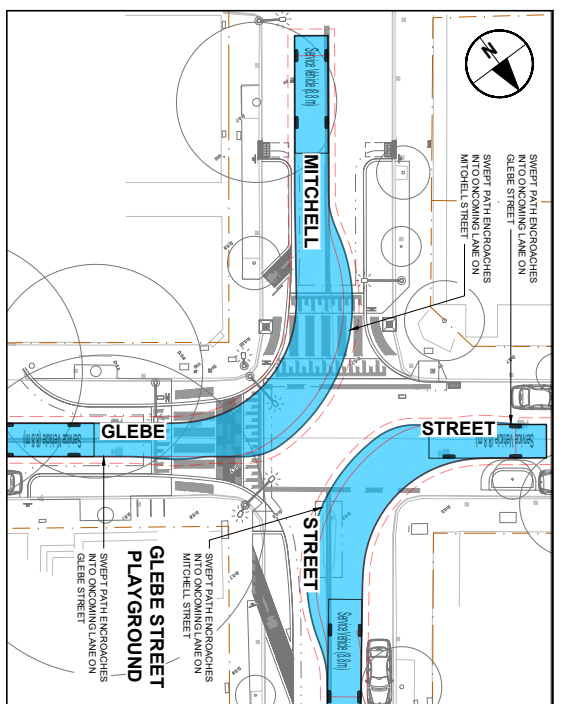 N
SWEPT PATH ENCROACHES
INTO ONCOMING LANE ON
GLEBE STREET
SWEPT PATH ENCROACHES
INTO ONCOMING LANE ON
MITCHELL STREET
Service Vehicle (8.8 m)
MITCHELL
GLEBE
Service Vehicle (8.8 m)
STREET
Service Vehicle (8.8 m)
STREET
Service Vehicle (8.8 m)
GLEBE STREET
PLAYGROUND
SWEPT PATH ENCROACHES
INTO ONCOMING LANE ON
MITCHELL STREET
SWEPT PATH ENCROACHES
INTO ONCOMING LANE ON
GLEBE STREET